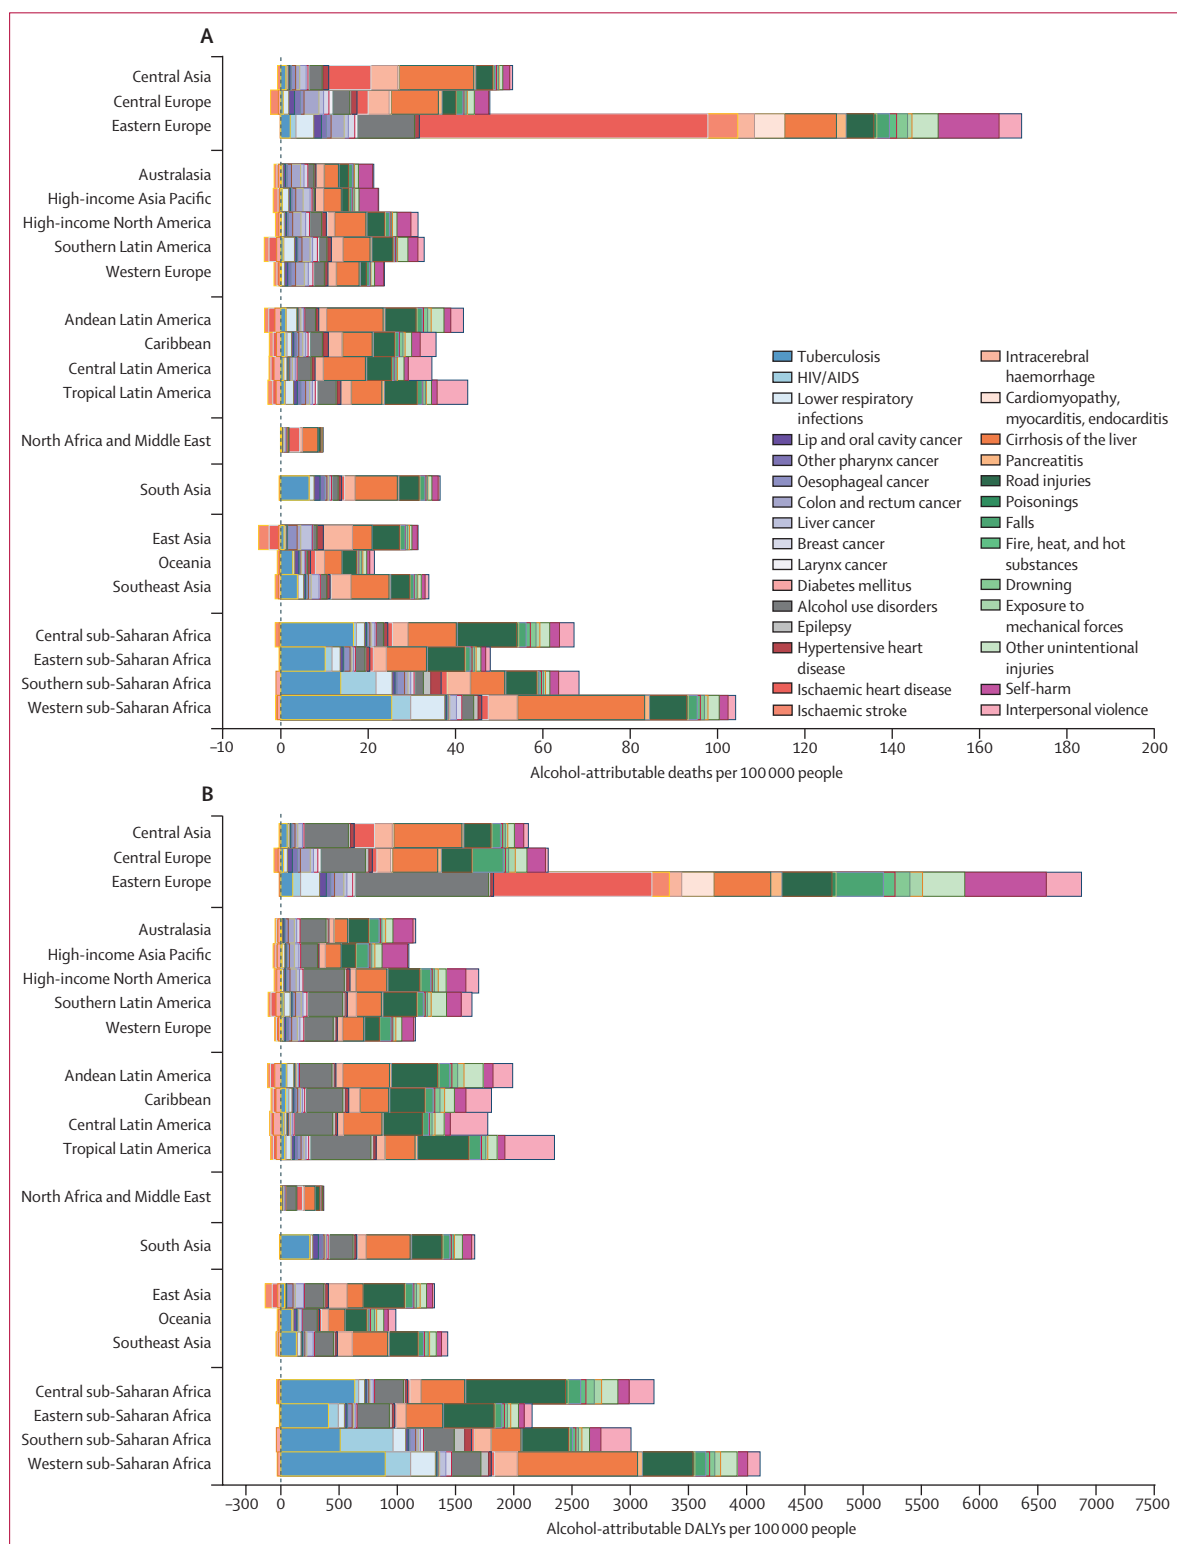 A
Central Asia
Central Europe
Eastern Europe
Australasia
High-income Asia Pacific
High-income North America
Southern Latin America
Western Europe
Andean Latin America
Caribbean
Central Latin America
Tropical Latin America
North Africa and Middle East
South Asia
East Asia
Oceania
Southeast Asia
Central sub-Saharan Africa
Eastern sub-Saharan Africa
Southern sub-Saharan Africa
Western sub-Saharan Africa
Tuberculosis
HIV/AIDS
Lower respiratory
infections
Lip and oral cavity cancer
Other pharynx cancer
Oesophageal cancer
Colon and rectum cancer
Liver cancer
Breast cancer
Larynx cancer
Diabetes mellitus
Alcohol use disorders
Epilepsy
Hypertensive heart
disease
Ischaemic heart disease
Ischaemic stroke
Intracerebral
haemorrhage
Cardiomyopathy,
myocarditis, endocarditis
Cirrhosis of the liver
Pancreatitis
Road injuries
Poisonings
Falls
Fire, heat, and hot
substances
Drowning
Exposure to
mechanical forces
Other unintentional
injuries
Self-harm
Interpersonal violence
–10 0 20 40 60 80 100 120 140 160 180 200
Alcohol-attributable deaths per 100 000 people
B
Central Asia
Central Europe
Eastern Europe
Australasia
High-income Asia Pacific
High-income North America
Southern Latin America
Western Europe
Andean Latin America
Caribbean
Central Latin America
Tropical Latin America
North Africa and Middle East
South Asia
East Asia
Oceania
Southeast Asia
Central sub-Saharan Africa
Eastern sub-Saharan Africa
Southern sub-Saharan Africa
Western sub-Saharan Africa
–300 0 500 1000 1500 2000 2500 3000 3500 4000 4500 5000 5500 6000 6500 7000 7500
Alcohol-attributable DALYs per 100 000 people